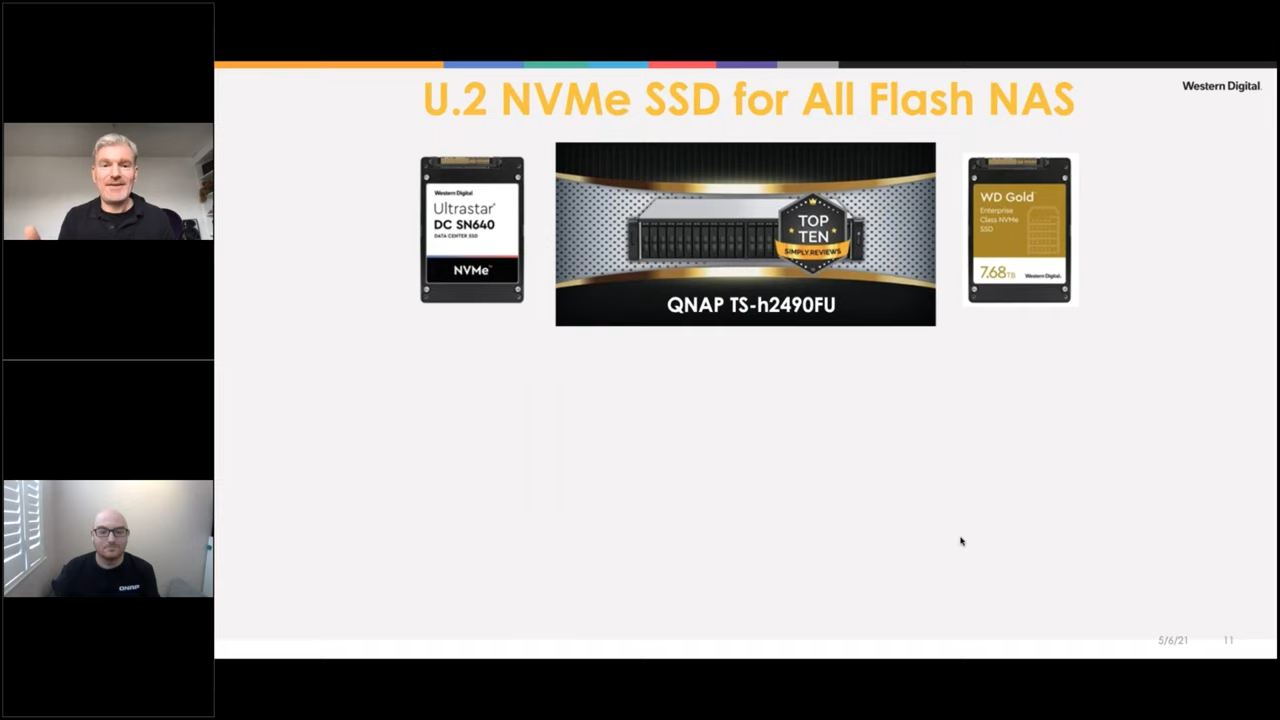 U.2 NVMe SSD for All Flash NAS
Western Digital
Western Digital
Ultrastar
DC SN640
DATA CENTER SSD
NVMe™
TOP
TEN
SIMPLY REVIEWS
QNAP TS-h2490FU
WD Gold
Enterprise
Class NVMe
SSD
7.68TB
Western Digital.
QNAP
5/6/21
11